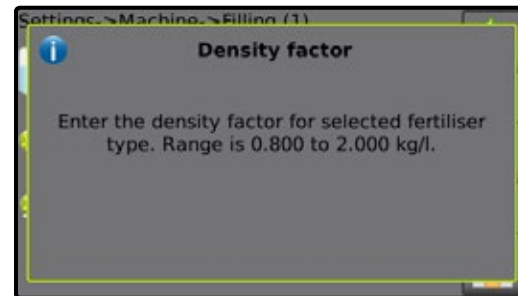 Settings->Machine->Filling (1)
Density factor
Enter the density factor for selected fertiliser
type. Range is 0.800 to 2.000 kg/l.